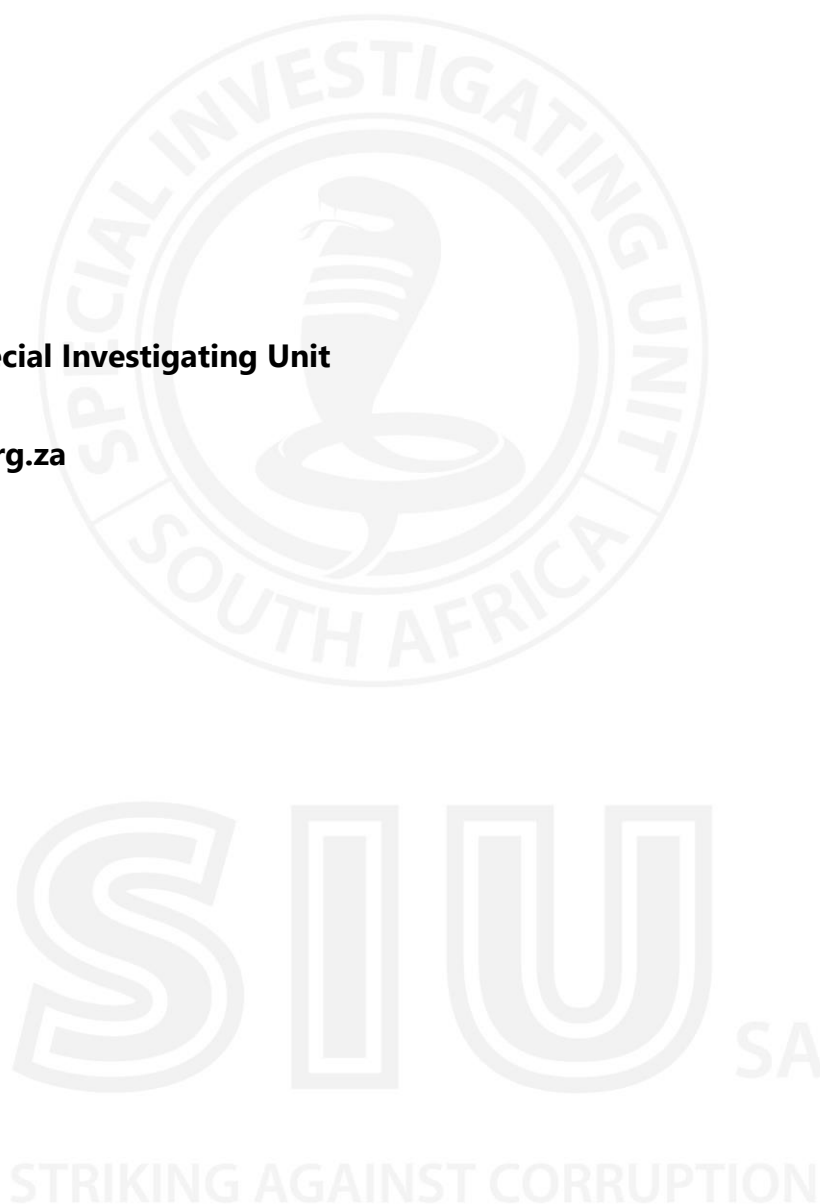 SPECIAL INVESTIGATING UNIT
SOUTH AFRICA
ecial Investigating Unit
rg.za
SIU SA
STRIKING AGAINST CORRUPTION